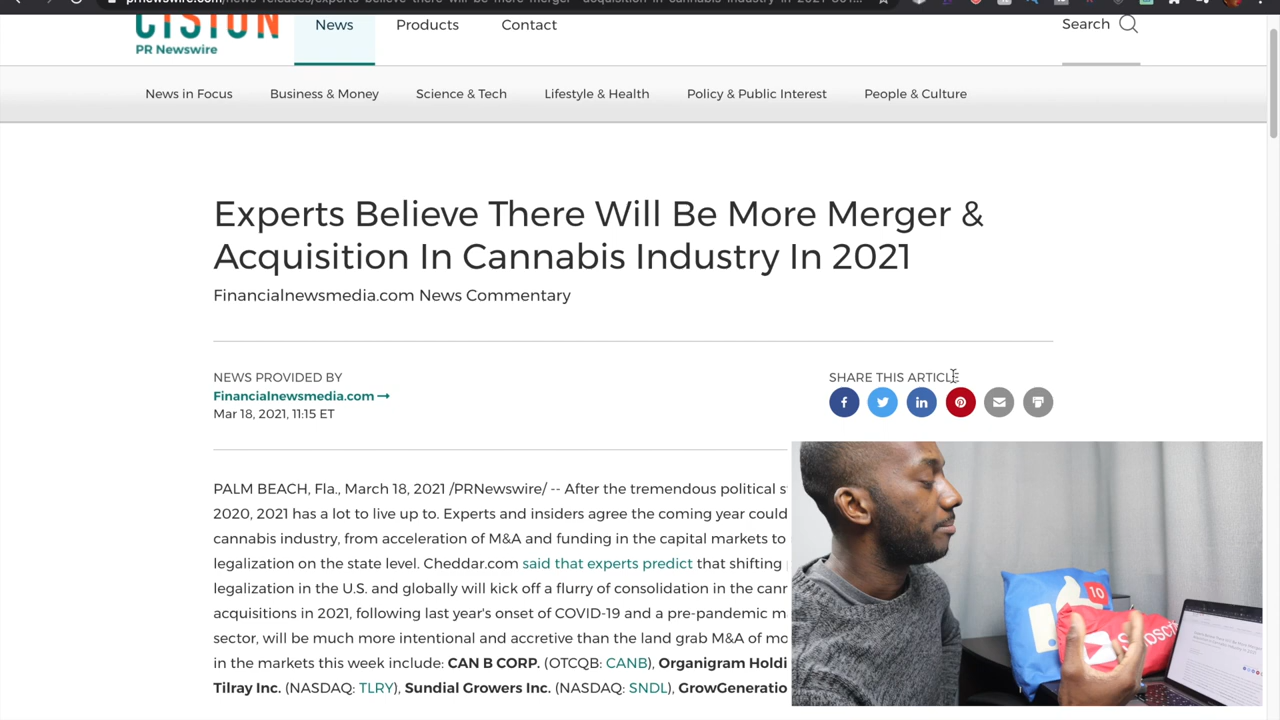 CISION
PR Newswire
News
Products
Contact
Search
News in Focus
Business & Money
Science & Tech
Lifestyle & Health
Policy & Public Interest
People & Culture
Experts Believe There Will Be More Merger &
Acquisition In Cannabis Industry In 2021
Financialnewsmedia.com News Commentary
NEWS PROVIDED BY
Financialnewsmedia.com →
Mar 18, 2021, 11:15 ET
SHARE THIS ARTICLE
PALM BEACH, Fla., March 18, 2021 /PRNewswire/ -- After the tremendous political
2020, 2021 has a lot to live up to. Experts and insiders agree the coming year could
cannabis industry, from acceleration of M&A and funding in the capital markets to
legalization on the state level. Cheddar.com said that experts predict that shifting
legalization in the U.S. and globally will kick off a flurry of consolidation in the
acquisitions in 2021, following last year's onset of COVID-19 and a pre-pandemic
sector, will be much more intentional and accretive than the land grab M&A of
in the markets this week include: CAN B CORP. (OTCQB: CANB), Organigram
Tilray Inc. (NASDAQ: TLRY), Sundial Growers Inc. (NASDAQ: SNDL),
10